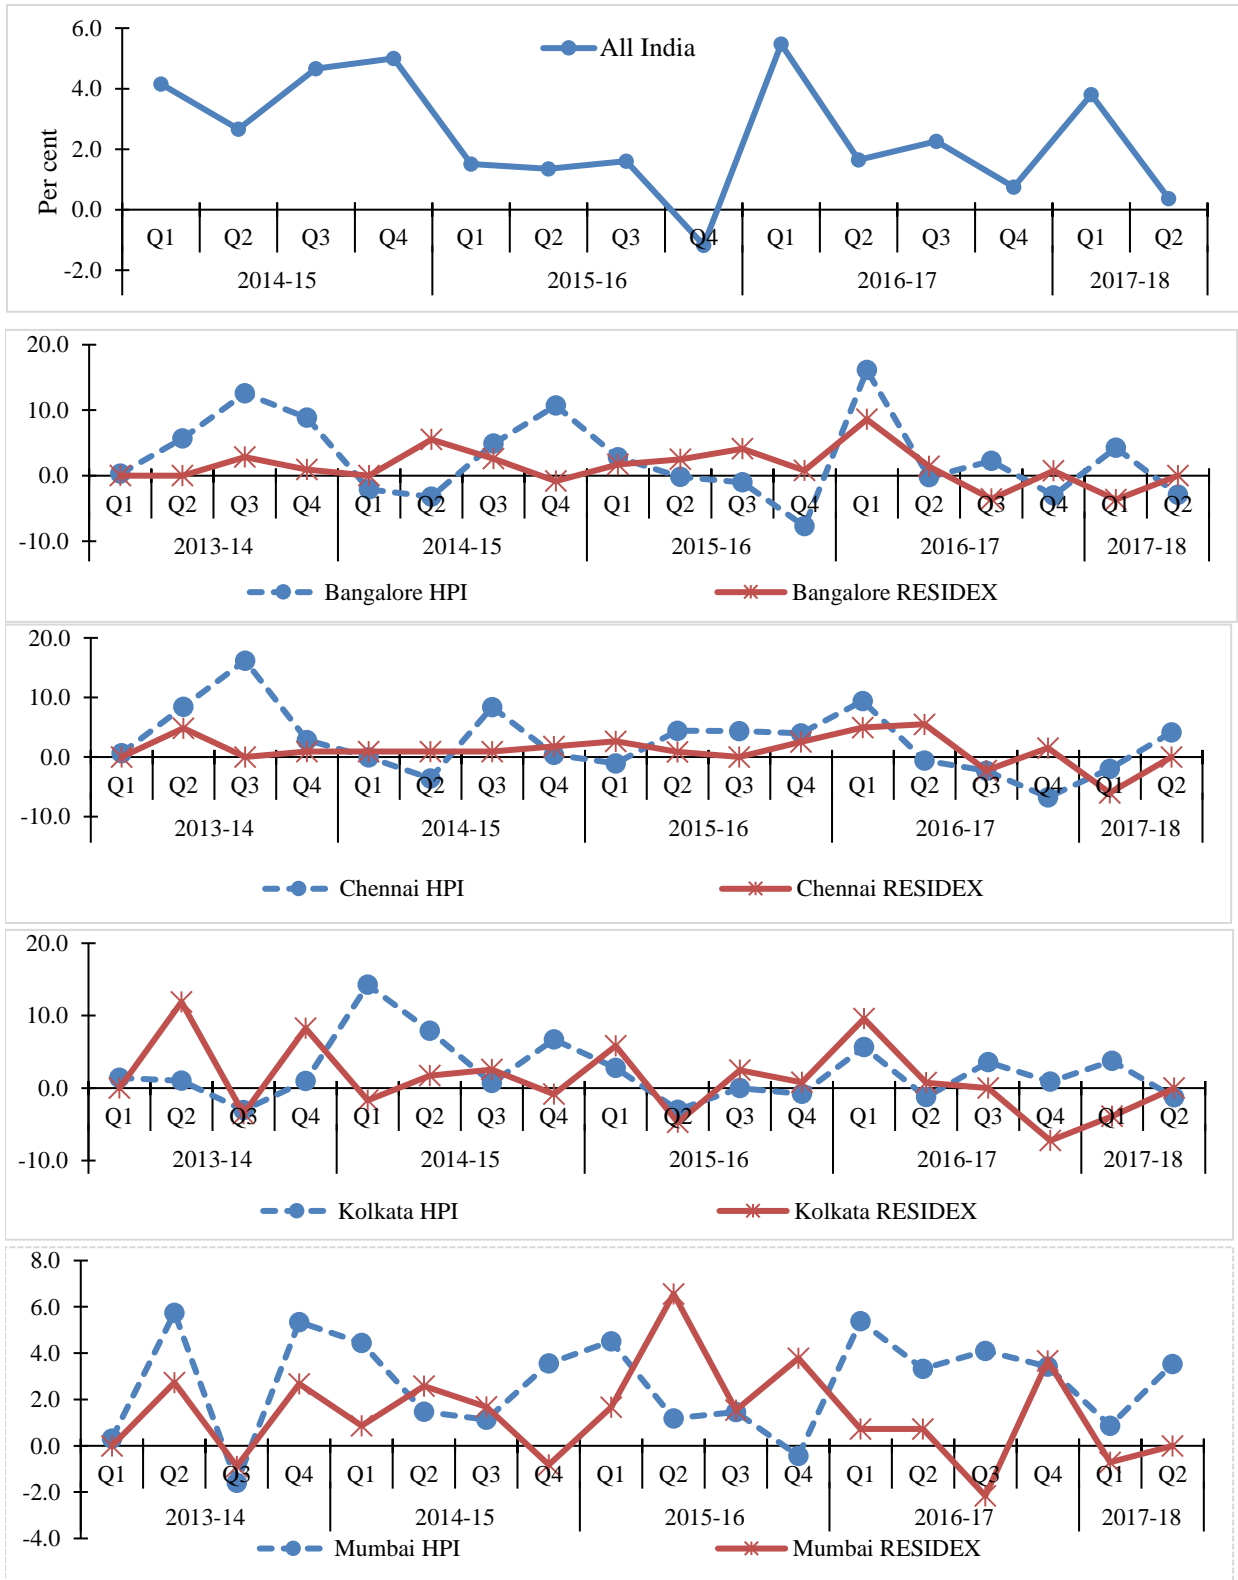 6.0
All India
4.0
2.0
Per cent
0.0
Q1 Q2 Q3 Q4 Q1 Q2 Q3 Q4 Q1 Q2 Q3 Q4 Q1 Q2
-2.0
2014-15 2015-16 2016-17 2017-18
20.0
10.0
0.0
Q1 Q2 Q3 Q4 Q1 Q2 Q3 Q4 Q1 Q2 Q3 Q4 Q1 Q2 Q3 Q4 Q1 Q2
-10.0
2013-14 2014-15 2015-16 2016-17 2017-18
Bangalore HPI Bangalore RESIDEX
20.0
10.0
0.0
Q1 Q2 Q3 Q4 Q1 Q2 Q3 Q4 Q1 Q2 Q3 Q4 Q1 Q2 Q3 Q4 Q1 Q2
-10.0
2013-14 2014-15 2015-16 2016-17 2017-18
Chennai HPI Chennai RESIDEX
20.0
10.0
0.0
Q1 Q2 Q3 Q4 Q1 Q2 Q3 Q4 Q1 Q2 Q3 Q4 Q1 Q2 Q3 Q4 Q1 Q2
-10.0
2013-14 2014-15 2015-16 2016-17 2017-18
Kolkata HPI Kolkata RESIDEX
8.0
6.0
4.0
2.0
0.0
Q1 Q2 Q3 Q4 Q1 Q2 Q3 Q4 Q1 Q2 Q3 Q4 Q1 Q2 Q3 Q4 Q1 Q2
-2.0
2013-14 2014-15 2015-16 2016-17 2017-18
-4.0
Mumbai HPI Mumbai RESIDEX